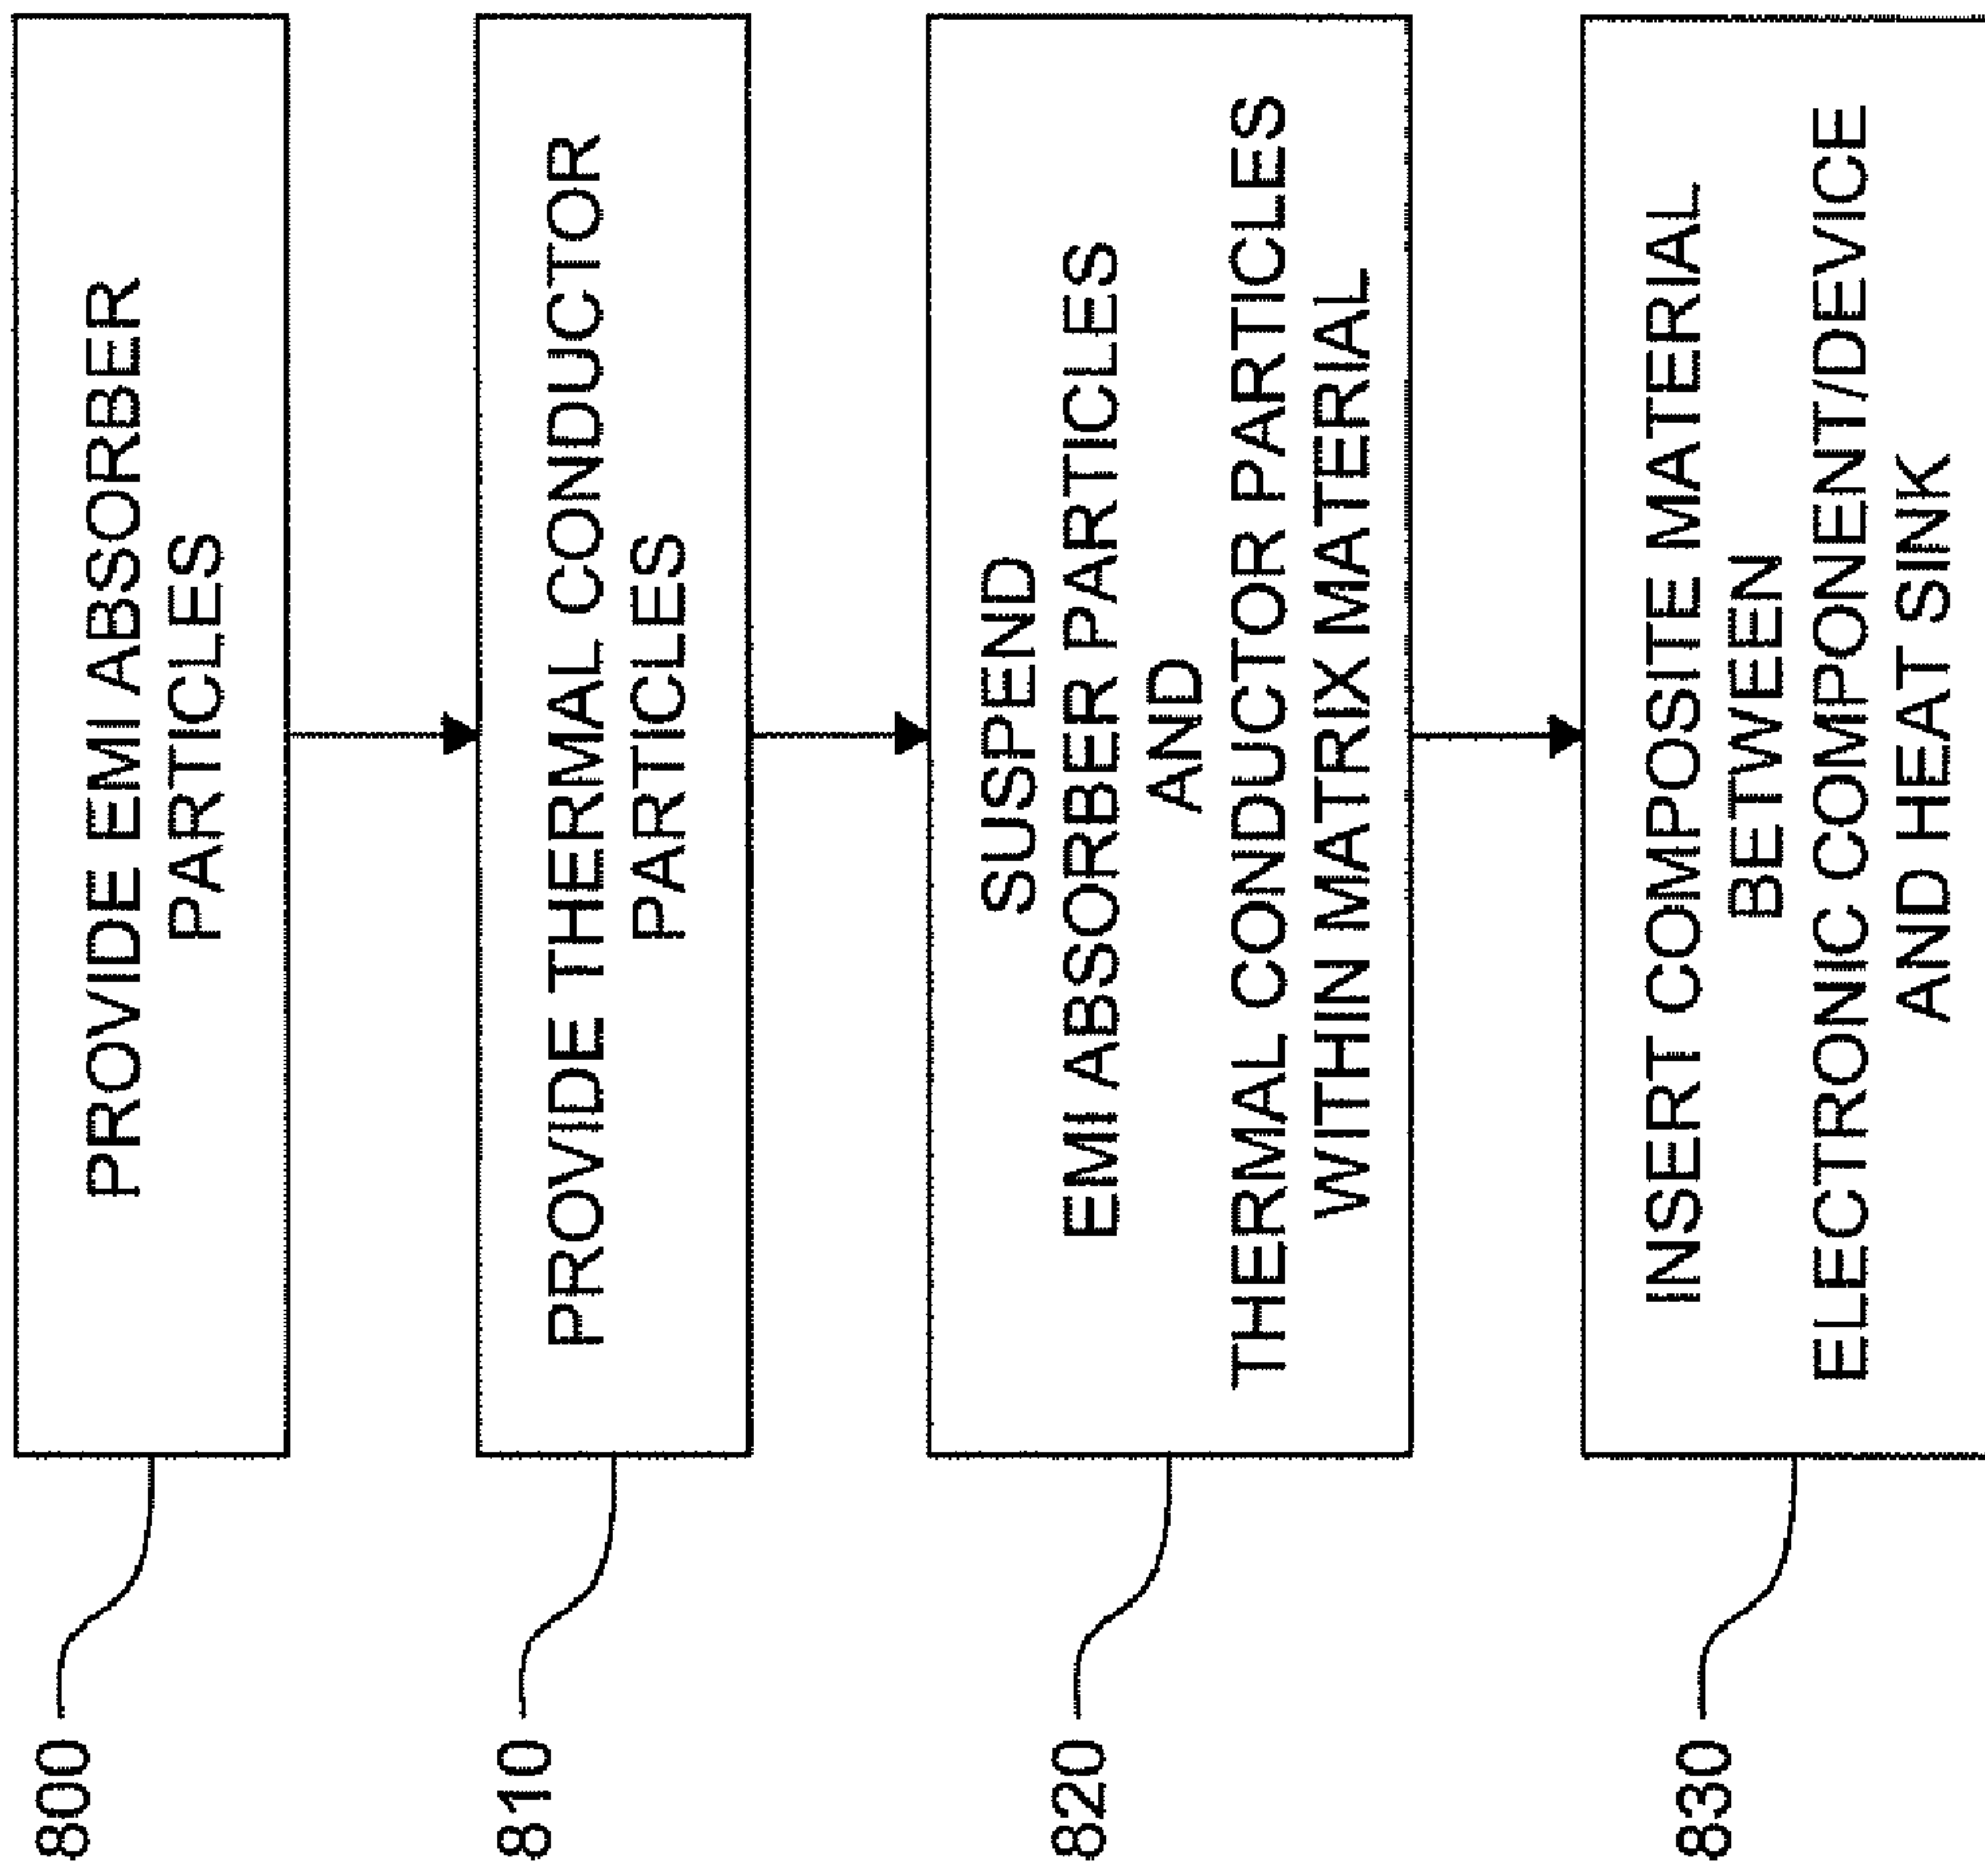 800
PROVIDE EMI ABSORBER
PARTICLES
810
PROVIDE THERMAL CONDUCTOR
PARTICLES
820
SUSPEND
EMI ABSORBER PARTICLES
AND
THERMAL CONDUCTOR PARTICLES
WITHIN MATRIX MATERIAL
830
INSERT COMPOSITE MATERIAL
BETWEEN
ELECTRONIC COMPONENT/DEVICE
AND HEAT SINK